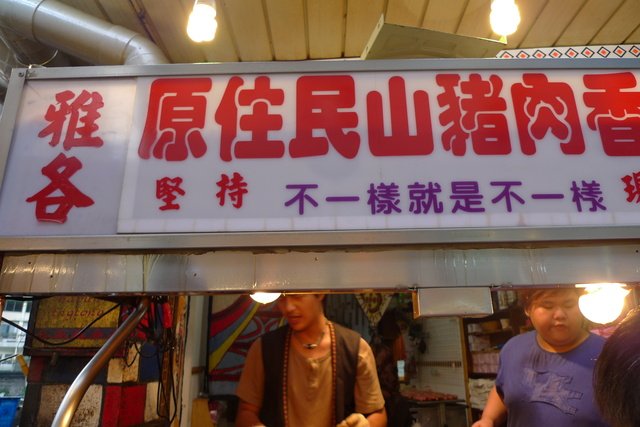 雅各
原住民山豬肉香
堅持 不一樣就是不一樣 現